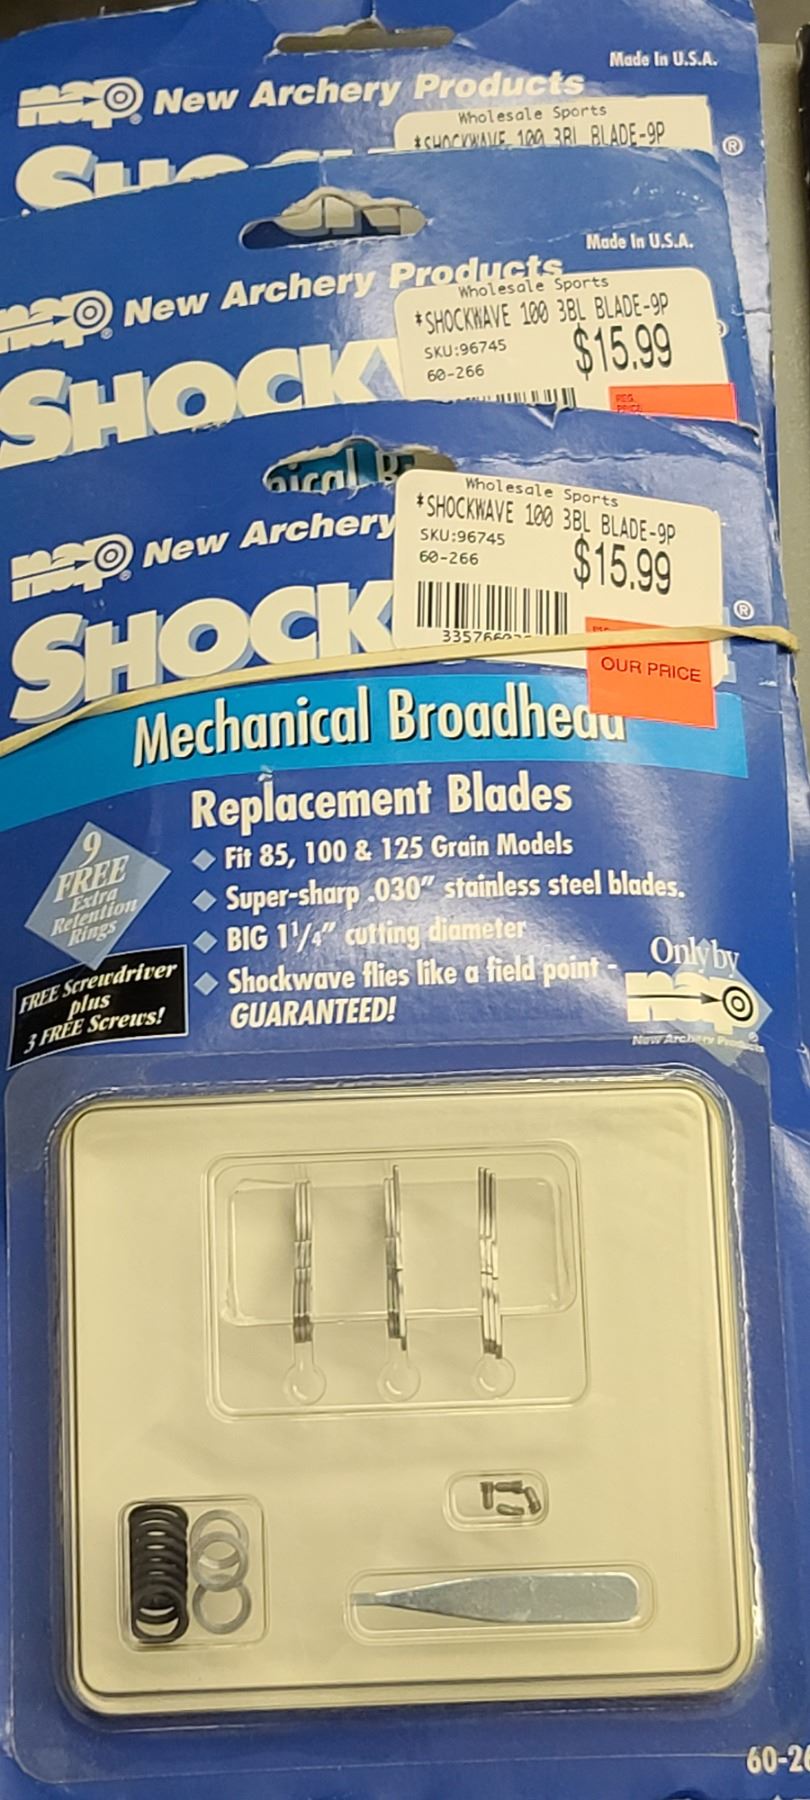 Made In U.S.A.
nap New Archery Products
Wholesale Sports
*SHOCKWAVE 100 3BL BLADE-9P
®
Made In U.S.A.
nap New Archery Products
Wholesale Sports
*SHOCKWAVE 100 3BL BLADE-9P
SKU:96745
$15.99
60-266
SHOCK
REG.
PRICE
nical
Wholesale Sports
*SHOCKWAVE 100 3BL BLADE-9P
SKU:96745
$15.99
60-266
nap New Archery
SHOCK
®
OUR PRICE
Mechanical Broadhead
Replacement Blades
Fit 85, 100 & 125 Grain Models
Super-sharp .030" stainless steel blades.
BIG 1 1/4" cutting diameter
Shockwave flies like a field point -
GUARANTEED!
9
FREE
Extra
Retention
Rings
FREE Screwdriver
plus
3 FREE Screws!
Only by
nap
New Archery Products
60-26